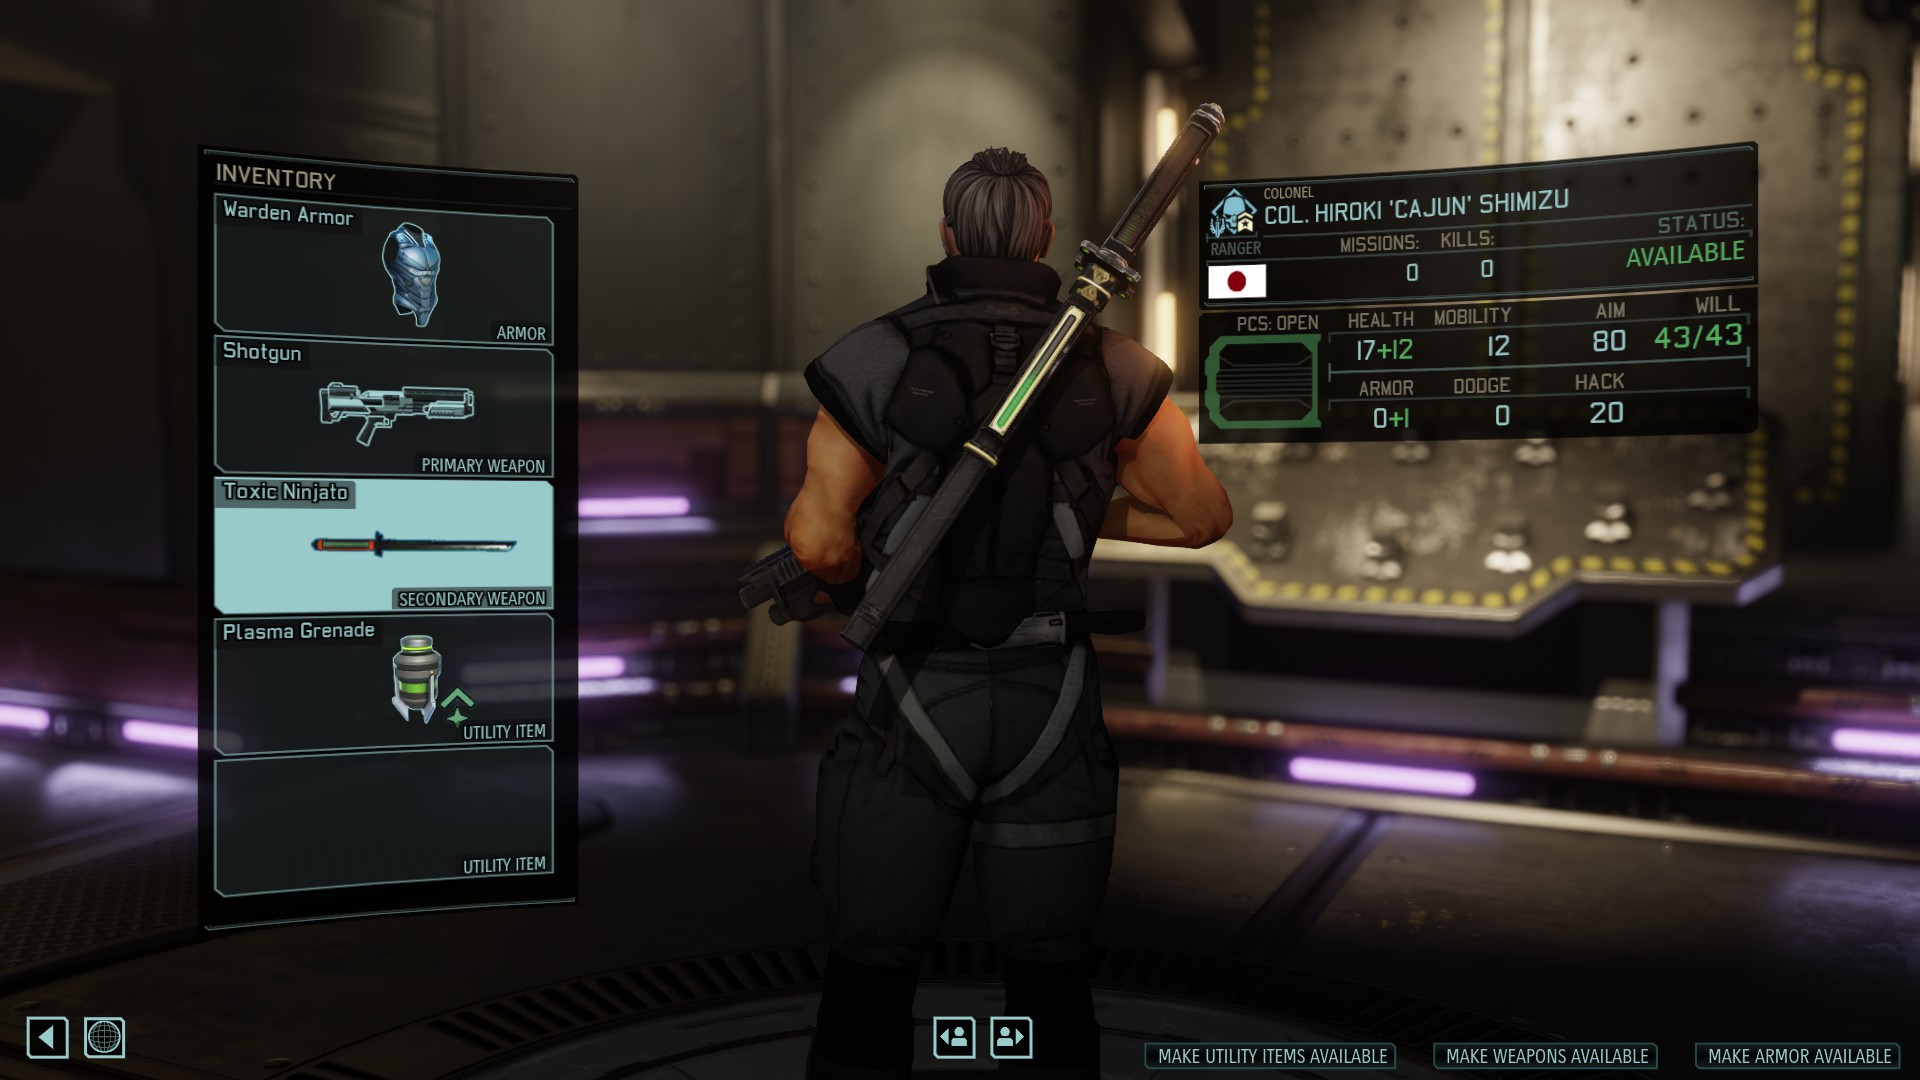 INVENTORY
Warden Armor
ARMOR
Shotgun
PRIMARY WEAPON
Toxic Ninjato
SECONDARY WEAPON
Plasma Grenade
UTILITY ITEM
UTILITY ITEM
COLONEL
COL. HIROKI 'CAJUN' SHIMIZU
RANGER
MISSIONS: KILLS: STATUS:
0 0 AVAILABLE
PCS: OPEN
HEALTH MOBILITY AIM WILL
17+12 12 80 43/43
ARMOR DODGE HACK
0+1 0 20
MAKE UTILITY ITEMS AVAILABLE
MAKE WEAPONS AVAILABLE
MAKE ARMOR AVAILABLE